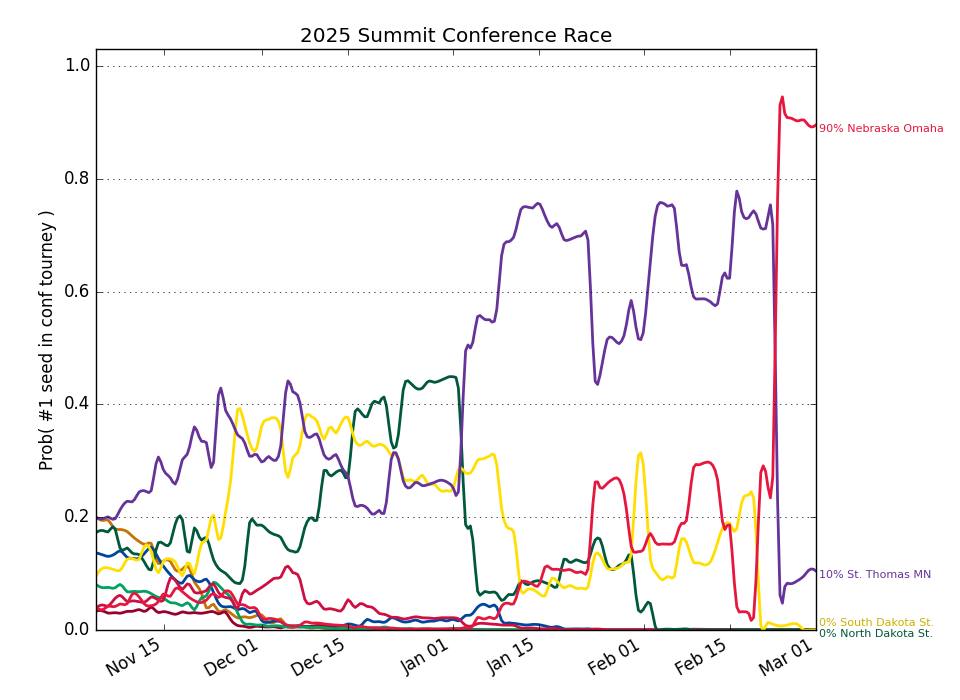 2025 Summit Conference Race
Prob( #1 seed in conf tourney )
1.0
0.8
0.6
0.4
0.2
0.0
Nov 15
Dec 01
Dec 15
Jan 01
Jan 15
Feb 01
Feb 15
Mar 01
90% Nebraska Omaha
10% St. Thomas MN
0% South Dakota St.
0% North Dakota St.